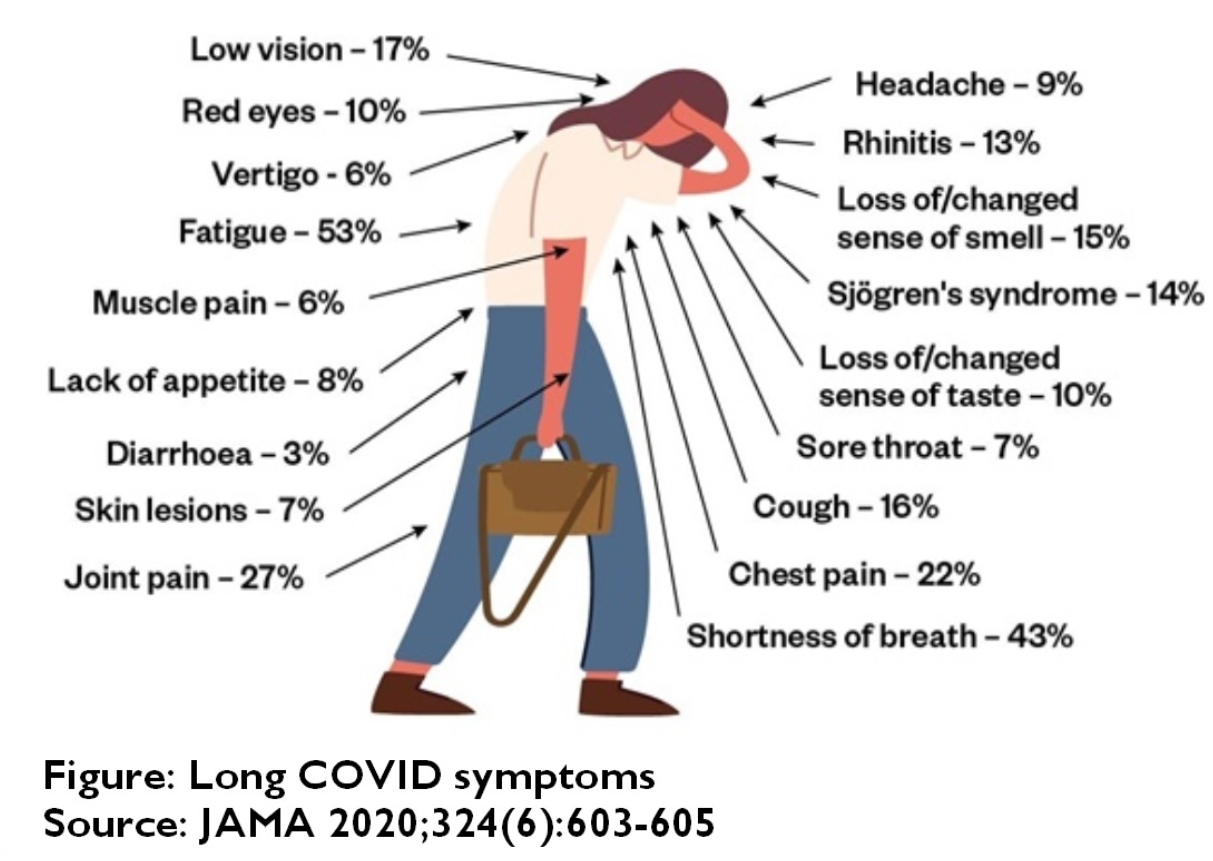 Low vision – 17%
Red eyes – 10%
Vertigo - 6%
Fatigue – 53%
Muscle pain – 6%
Lack of appetite – 8%
Diarrhoea – 3%
Skin lesions – 7%
Joint pain – 27%
Headache – 9%
Rhinitis – 13%
Loss of/changed
sense of smell – 15%
Sjögren's syndrome – 14%
Loss of/changed
sense of taste – 10%
Sore throat – 7%
Cough – 16%
Chest pain – 22%
Shortness of breath – 43%
Figure: Long COVID symptoms
Source: JAMA 2020;324(6):603-605